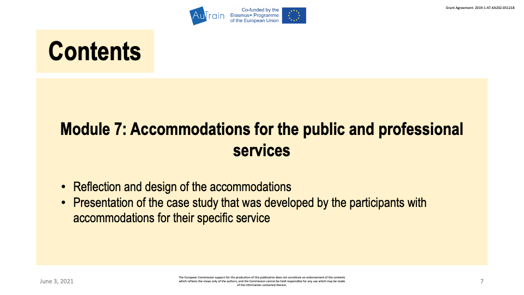 Grant Agreement: 2019-1-AT-KA202-051218
AuTrain
Co-funded by the
Erasmus+ Programme
of the European Union
Contents
Module 7: Accommodations for the public and professional
services
• Reflection and design of the accommodations
• Presentation of the case study that was developed by the participants with
accommodations for their specific service
June 3, 2021
The European Commission support for the production of this publication does not constitute an endorsement of the contents
which reflects the views only of the authors, and the Commission cannot be held responsible for any use which may be made
of the information contained therein.
7